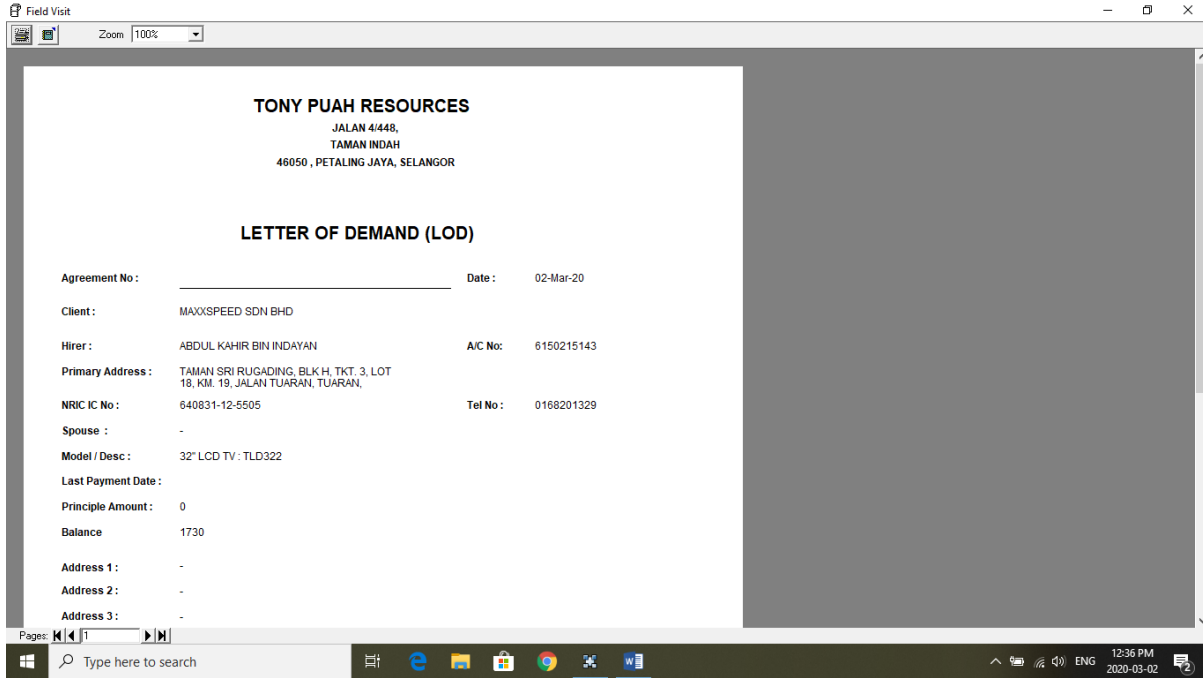 Field Visit
Zoom 100%
TONY PUAH RESOURCES
JALAN 4/448,
TAMAN INDAH
46050 , PETALING JAYA, SELANGOR
LETTER OF DEMAND (LOD)
Agreement No : Date : 02-Mar-20
Client : MAXXSPEED SDN BHD
Hirer : ABDUL KAHIR BIN INDAYAN A/C No: 6150215143
Primary Address : TAMAN SRI RUGADING, BLK H, TKT. 3, LOT
18, KM. 19, JALAN TUARAN, TUARAN,
NRIC IC No : 640831-12-5505 Tel No : 0168201329
Spouse : -
Model / Desc : 32" LCD TV : TLD322
Last Payment Date :
Principle Amount : 0
Balance 1730
Address 1 : -
Address 2 : -
Address 3 : -
Pages: 1
Type here to search
ENG
12:36 PM
2020-03-02
2